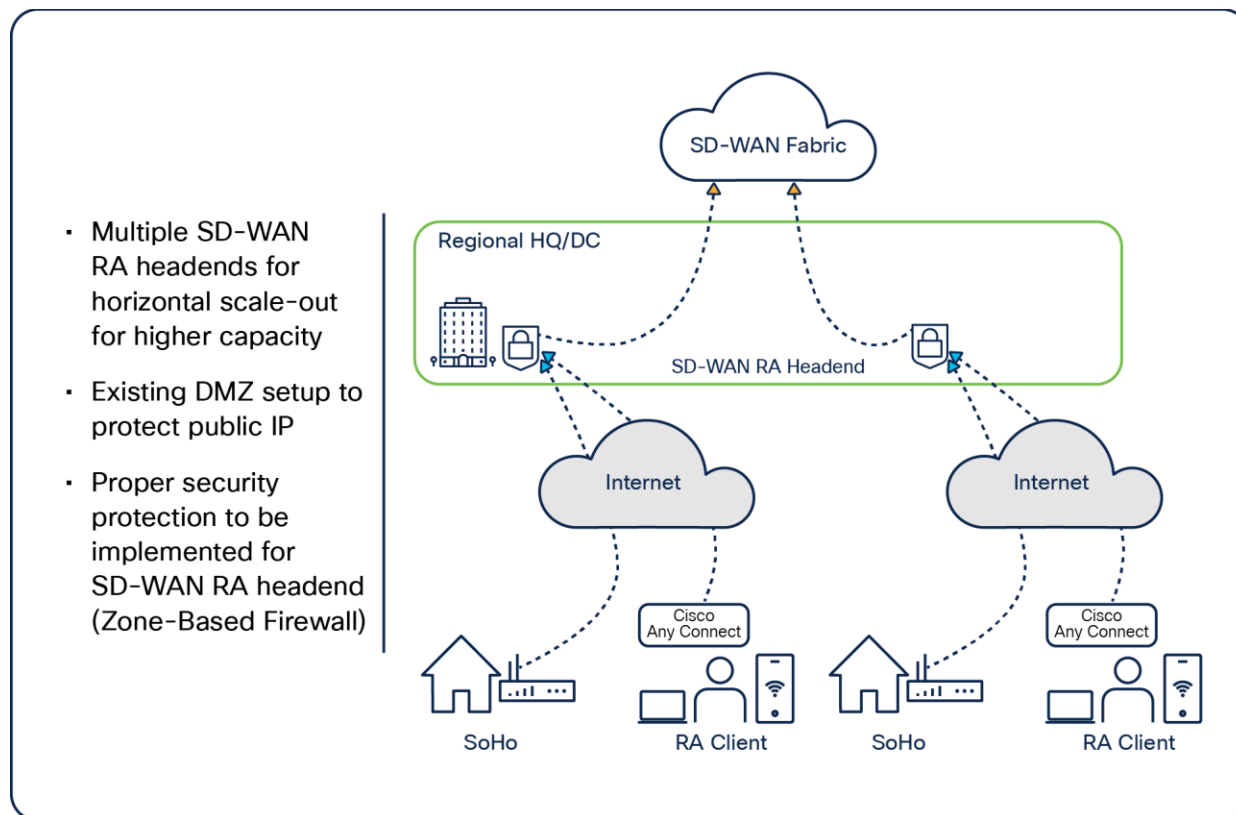 · Multiple SD-WAN
RA headends for
horizontal scale-out
for higher capacity
· Existing DMZ setup to
protect public IP
· Proper security
protection to be
implemented for
SD-WAN RA headend
(Zone-Based Firewall)
SD-WAN Fabric
Regional HQ/DC
SD-WAN RA Headend
Internet
Internet
Cisco
Any Connect
Cisco
Any Connect
SoHo
RA Client
SoHo
RA Client